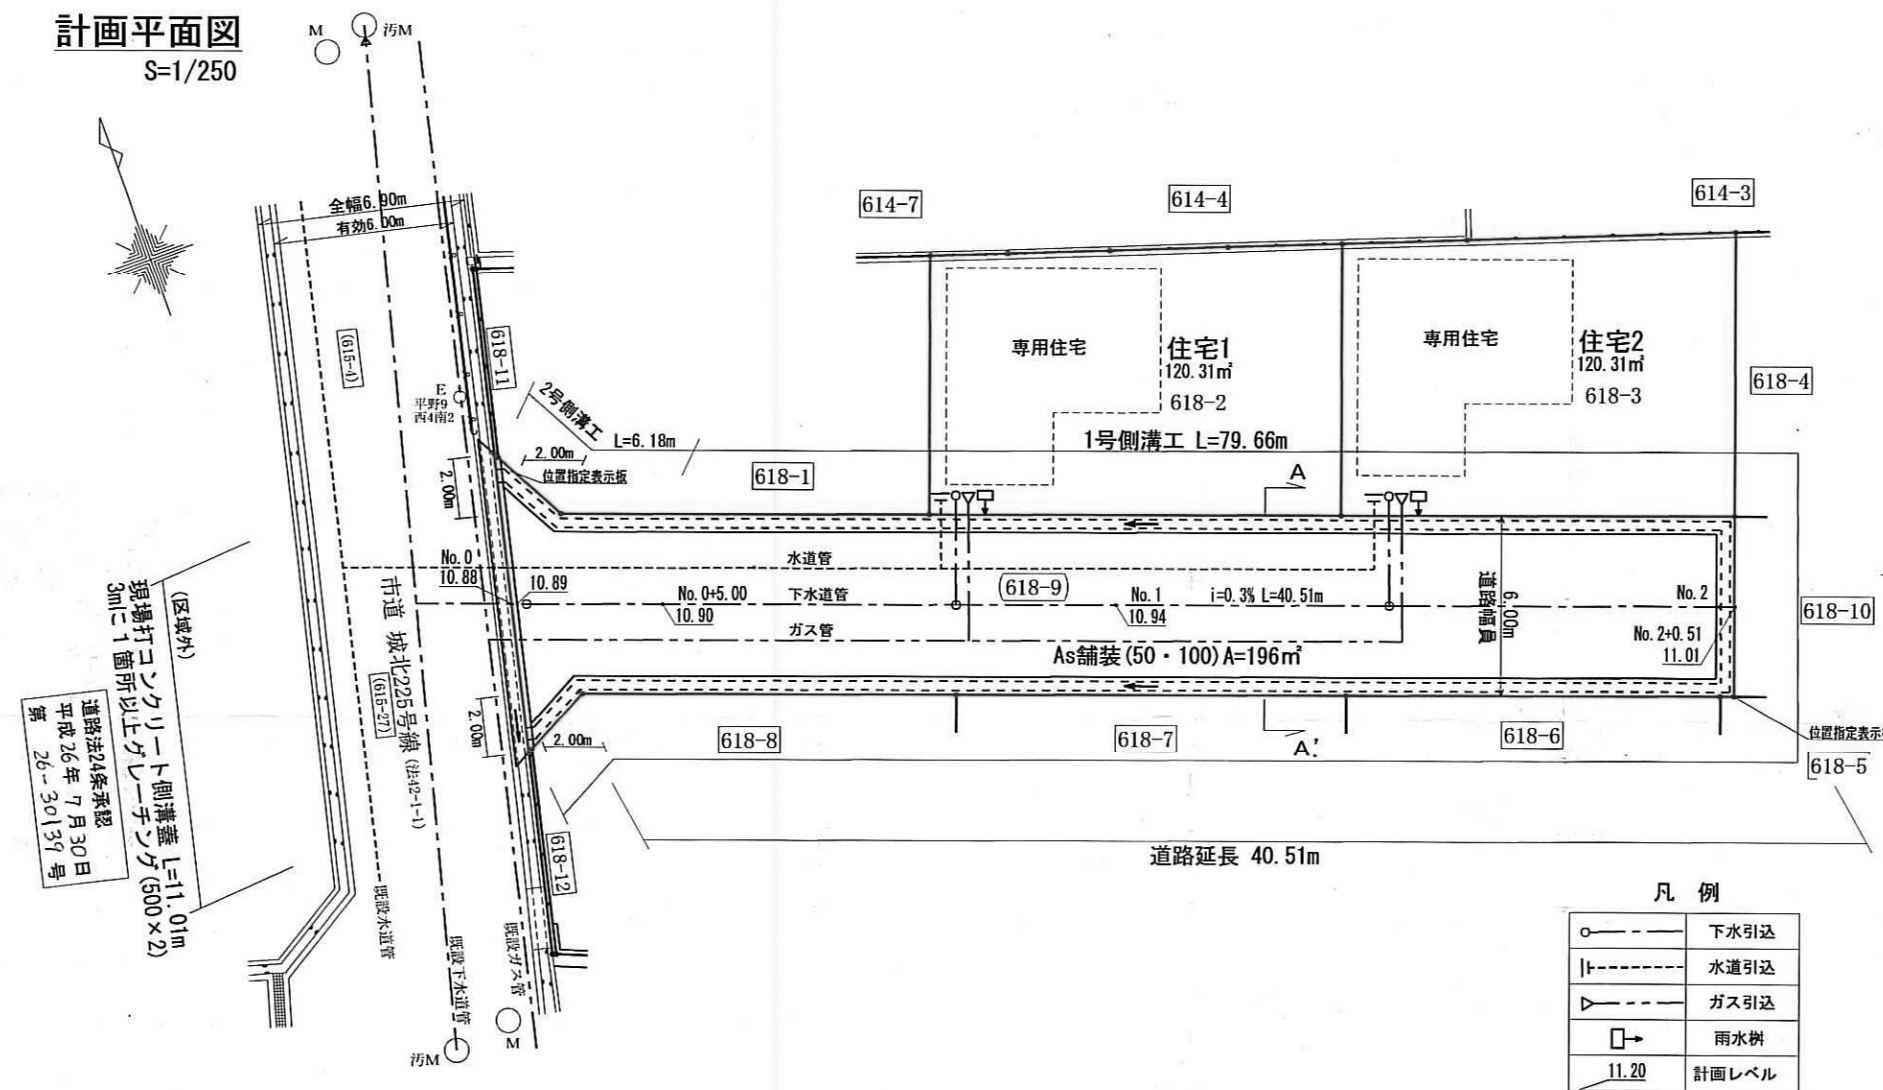 計画平面図
S=1/250
M
汚M
全幅6.90m
有効6.00m
614-7
614-4
614-3
(615-4)
618-11
E
平野9
西4南2
専用住宅
住宅1
120.31㎡
618-2
専用住宅
住宅2
120.31㎡
618-3
618-4
2号側溝工
L=6.18m
1号側溝工 L=79.66m
2.00m
位置指定表示板
2.00m
618-1
A
No.0
10.88
10.89
水道管
No.0+5.00
10.90
下水道管
(618-9)
No.1
10.94
i=0.3% L=40.51m
道路幅員
6.00m
No.2
No.2+0.51
11.01
618-10
ガス管
As舗装(50・100)A=196㎡
市道 城北225号線 (法42-1-1)
(615-27)
2.00m
2.00m
618-8
618-7
A'
618-6
位置指定表示
618-5
(区域外)
現場打コンクリート側溝蓋 L=11.01m
3mに1箇所以上グレーチング(500×2)
道路法24条承認
平成26年7月30日
第 26-30139 号
道路延長 40.51m
618-12
既設水道管
既設下水道管
既設ガス管
汚M
M
凡 例
下水引込
水道引込
ガス引込
雨水桝
11.20 計画レベル